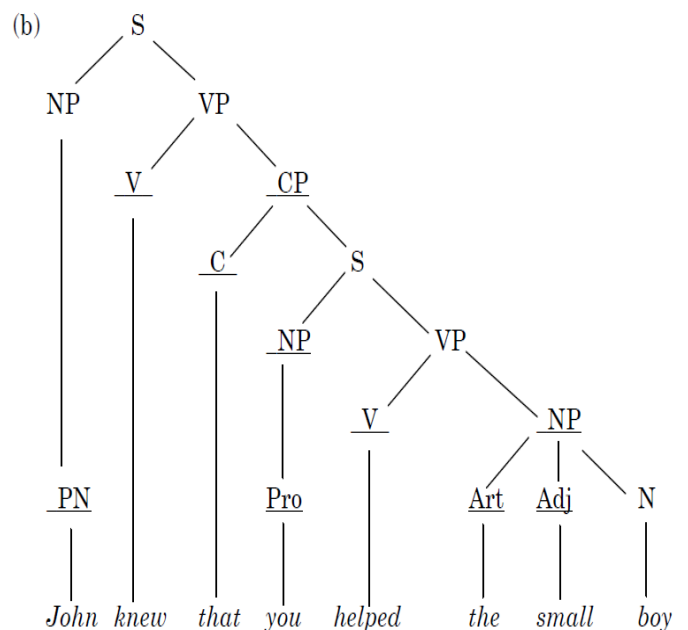 (b) S
NP VP
V CP
C S
NP VP
V NP
PN Pro Art Adj N
John knew that you helped the small boy